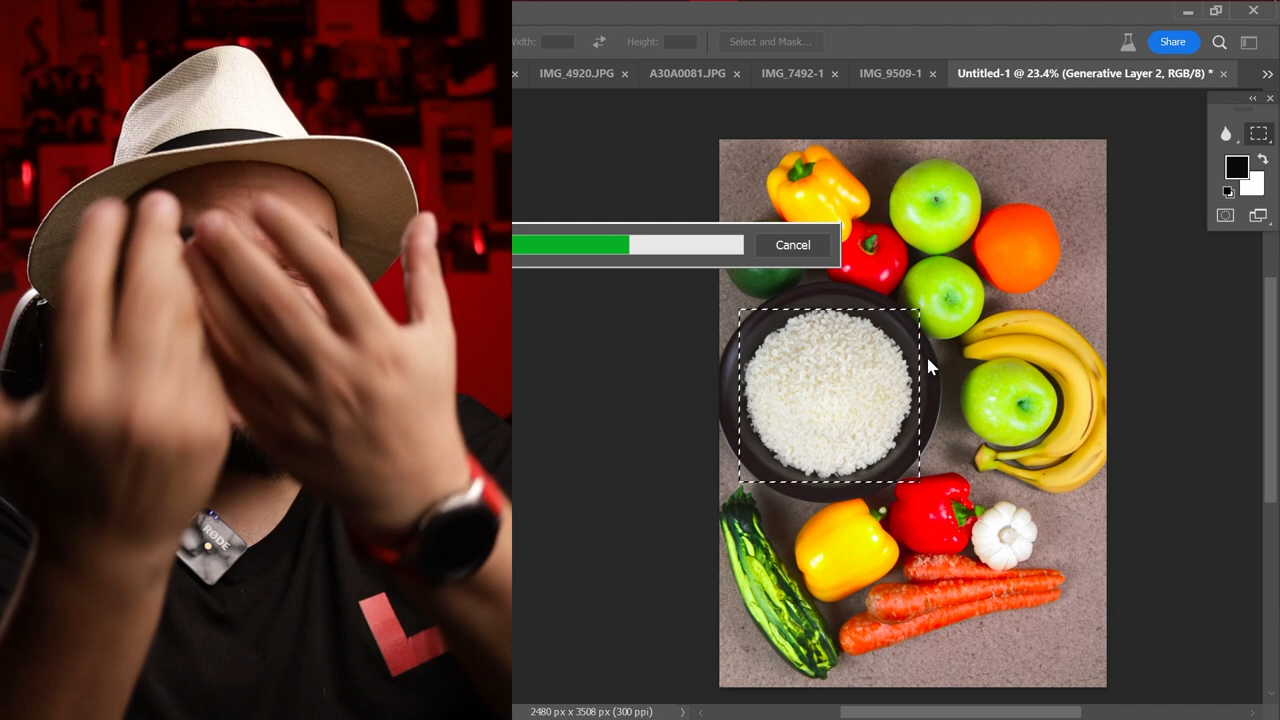 Width:
Height:
Select and Mask...
Share
IMG_4920.JPG
A30A0081.JPG
IMG_7492-1
IMG_9509-1
Untitled-1 @ 23.4% (Generative Layer 2, RGB/8) *
Cancel
RØDE
2480 px x 3508 px (300 ppi)